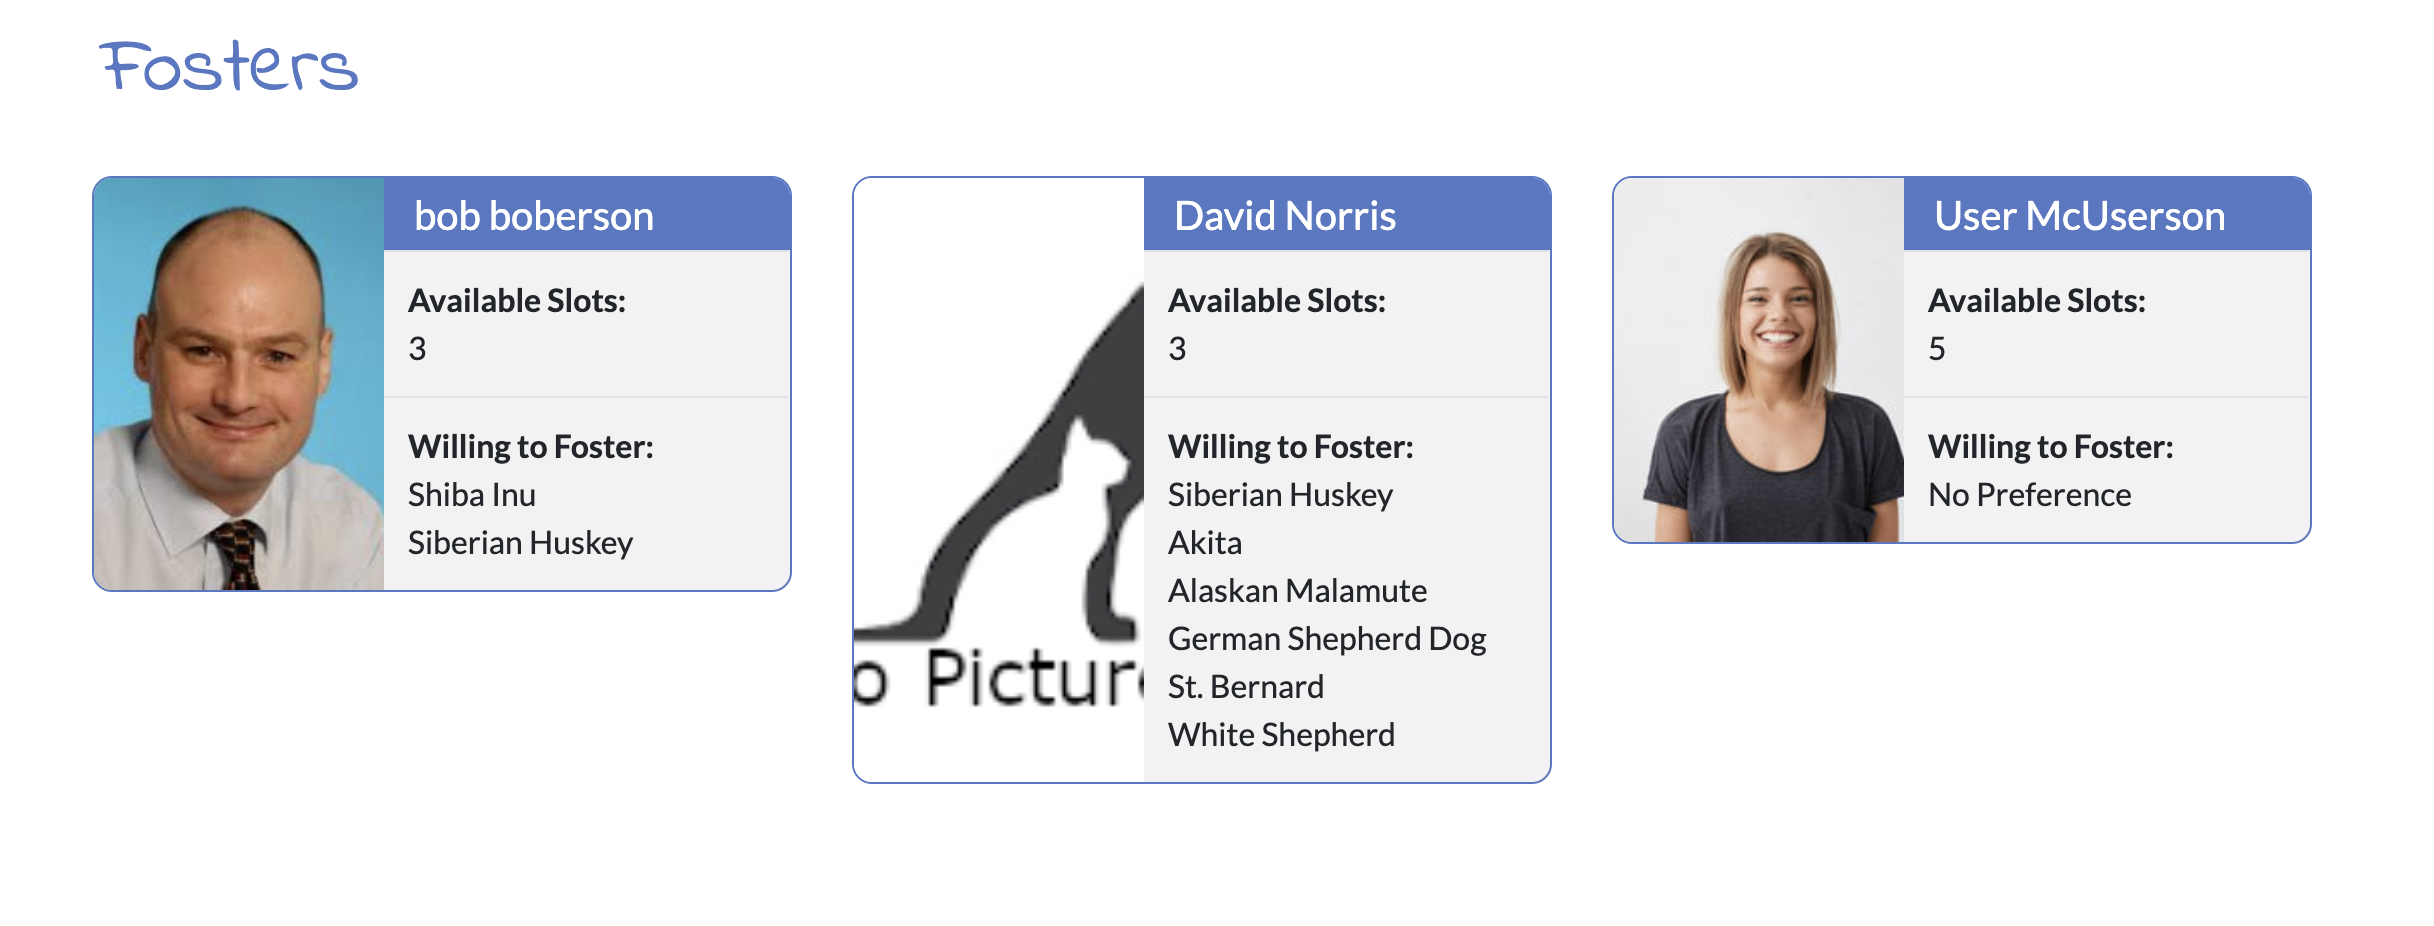 Fosters
bob boberson
Available Slots:
3
Willing to Foster:
Shiba Inu
Siberian Huskey
o Picture
David Norris
Available Slots:
3
Willing to Foster:
Siberian Huskey
Akita
Alaskan Malamute
German Shepherd Dog
St. Bernard
White Shepherd
User McUserson
Available Slots:
5
Willing to Foster:
No Preference